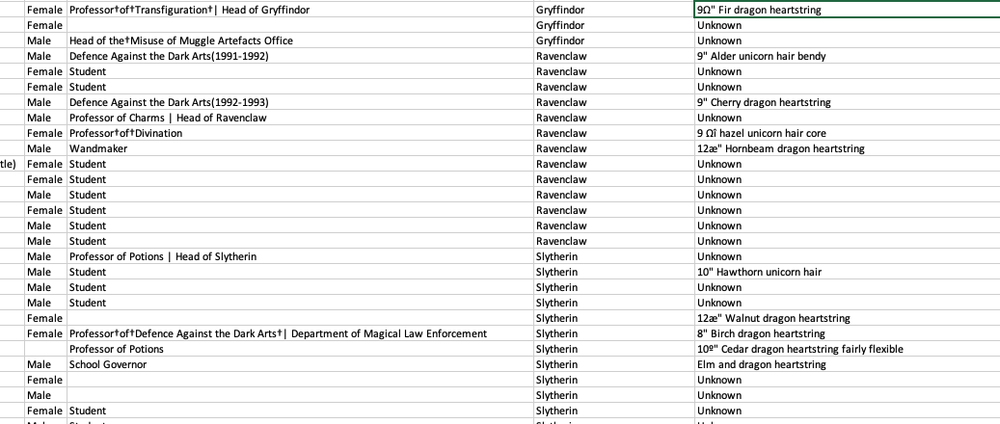 Female Professor†of†Transfiguration†| Head of Gryffindor Gryffindor 9Ω" Fir dragon heartstring
Female Gryffindor Unknown
Male Head of the†Misuse of Muggle Artefacts Office Gryffindor Unknown
Male Defence Against the Dark Arts(1991-1992) Ravenclaw 9" Alder unicorn hair bendy
Female Student Ravenclaw Unknown
Female Student Ravenclaw Unknown
Male Defence Against the Dark Arts(1992-1993) Ravenclaw 9" Cherry dragon heartstring
Male Professor of Charms | Head of Ravenclaw Ravenclaw Unknown
Female Professor†of†Divination Ravenclaw 9 Ωî hazel unicorn hair core
Male Wandmaker Ravenclaw 12æ" Hornbeam dragon heartstring
tle) Female Student Ravenclaw Unknown
Female Student Ravenclaw Unknown
Male Student Ravenclaw Unknown
Female Student Ravenclaw Unknown
Male Student Ravenclaw Unknown
Male Student Ravenclaw Unknown
Male Professor of Potions | Head of Slytherin Slytherin Unknown
Male Student Slytherin 10" Hawthorn unicorn hair
Male Student Slytherin Unknown
Male Student Slytherin Unknown
Female Slytherin 12æ" Walnut dragon heartstring
Female Professor†of†Defence Against the Dark Arts†| Department of Magical Law Enforcement Slytherin 8" Birch dragon heartstring
Professor of Potions Slytherin 10º" Cedar dragon heartstring fairly flexible
Male School Governor Slytherin Elm and dragon heartstring
Female Slytherin Unknown
Male Slytherin Unknown
Female Student Slytherin Unknown